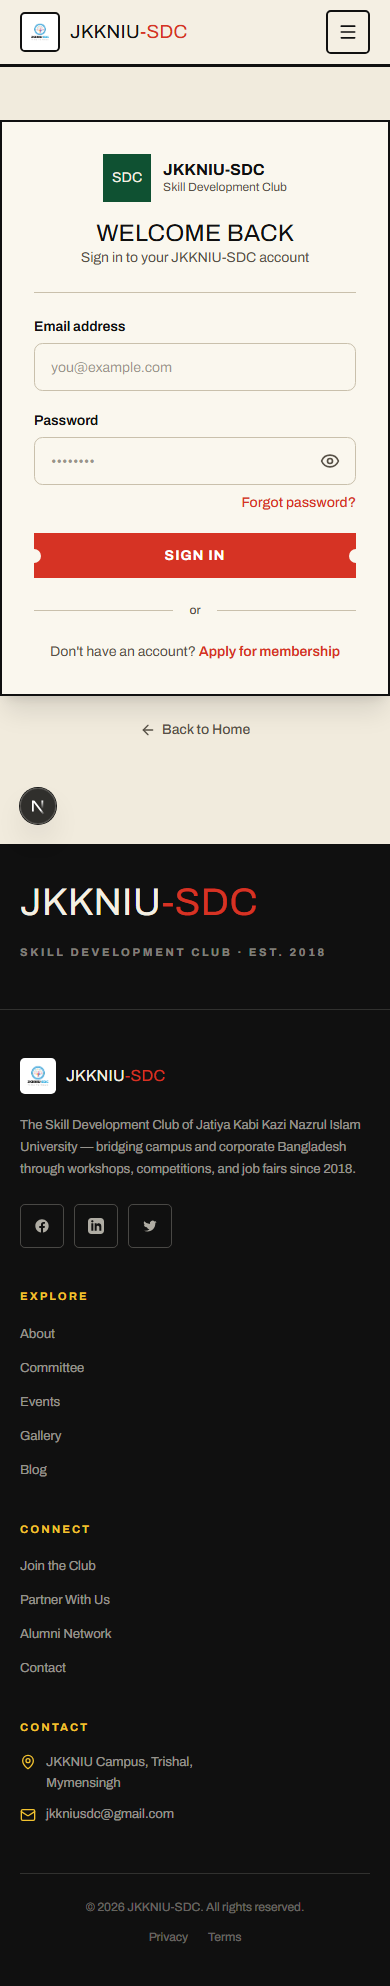 JKKNIU-SDC
SDC
JKKNIU-SDC
Skill Development Club
WELCOME BACK
Sign in to your JKKNIU-SDC account
Email address
you@example.com
Password
••••••••
Forgot password?
SIGN IN
or
Don't have an account? Apply for membership
← Back to Home
N
JKKNIU-SDC
SKILL DEVELOPMENT CLUB · EST. 2018
JKKNIU-SDC
The Skill Development Club of Jatiya Kabi Kazi Nazrul Islam
University — bridging campus and corporate Bangladesh
through workshops, competitions, and job fairs since 2018.
EXPLORE
About
Committee
Events
Gallery
Blog
CONNECT
Join the Club
Partner With Us
Alumni Network
Contact
CONTACT
JKKNIU Campus, Trishal,
Mymensingh
jkkniusdc@gmail.com
© 2026 JKKNIU-SDC. All rights reserved.
Privacy Terms